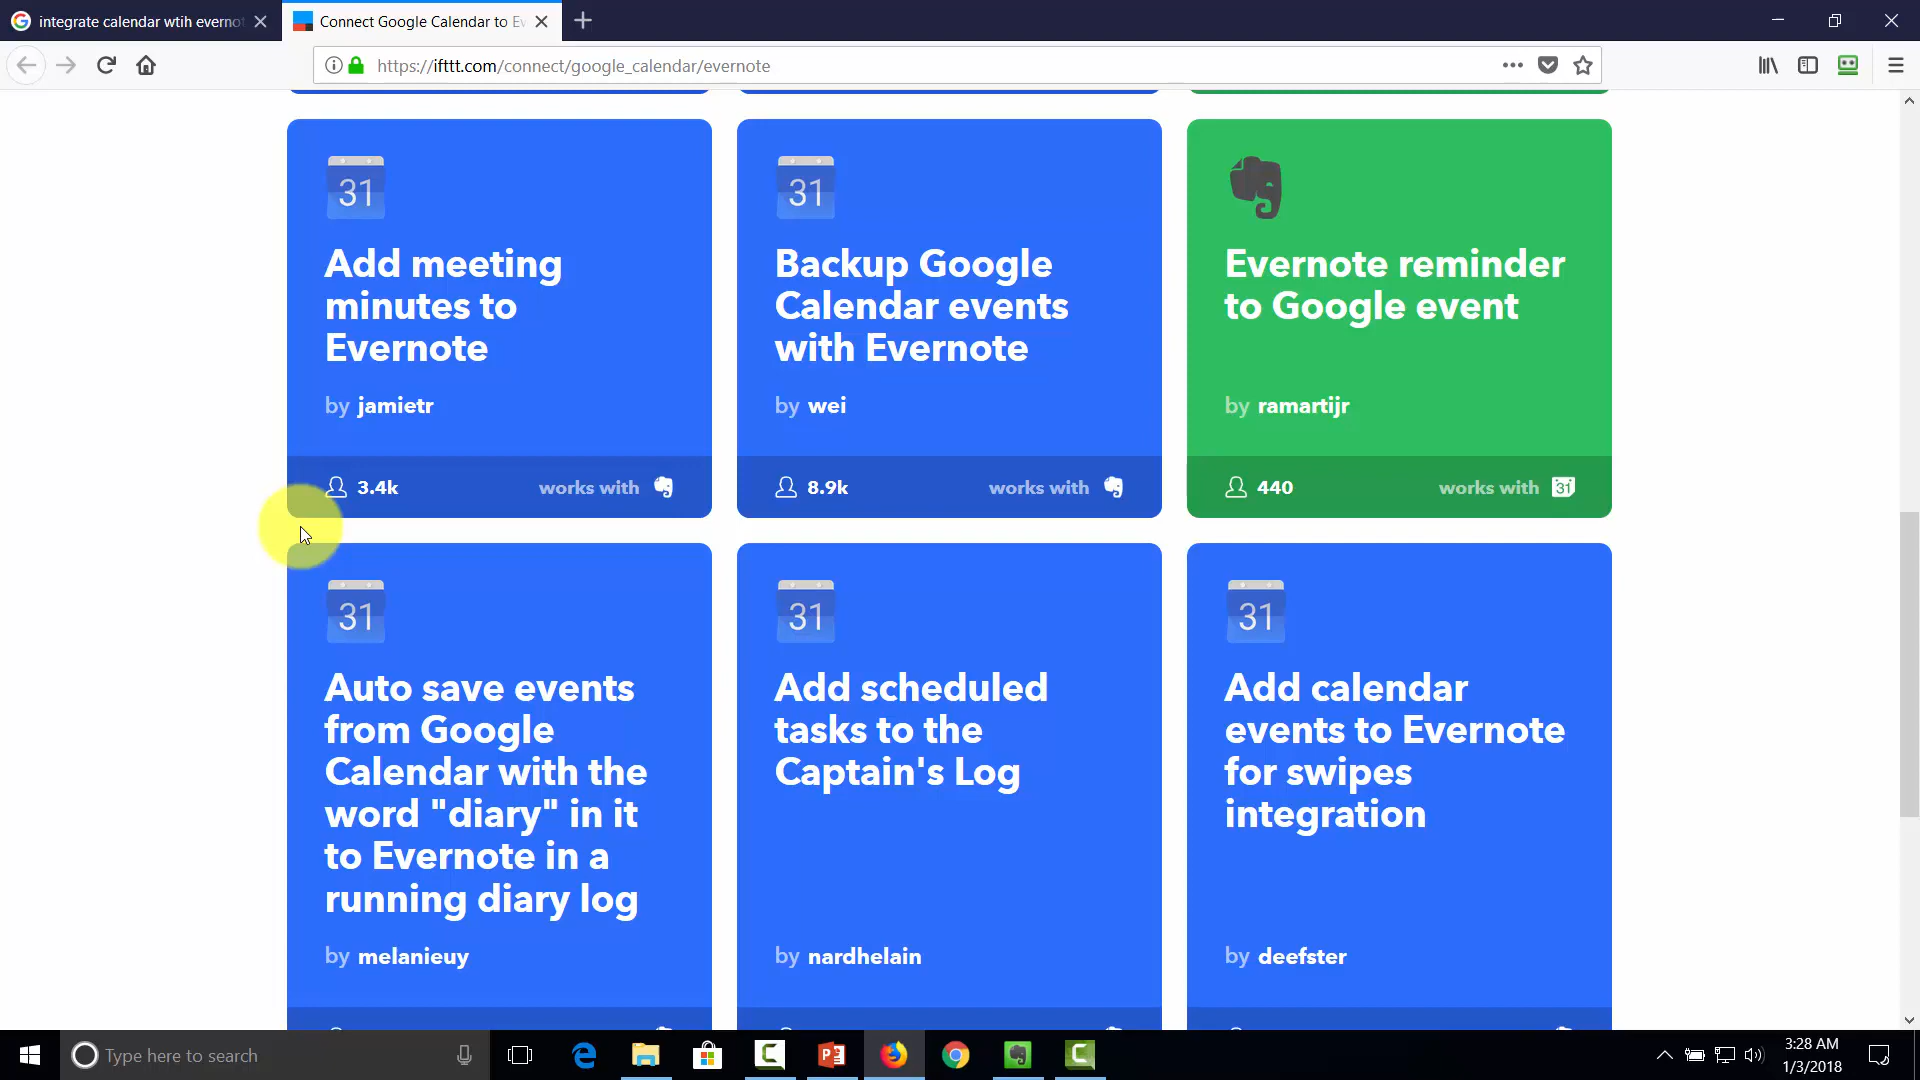 integrate calendar wtih everno
Connect Google Calendar to Ev
https://ifttt.com/connect/google_calendar/evernote
31
Add meeting
minutes to
Evernote
by jamietr
3.4k
works with
31
Backup Google
Calendar events
with Evernote
by wei
8.9k
works with
Evernote reminder
to Google event
by ramartijr
440
works with 31
31
Auto save events
from Google
Calendar with the
word "diary" in it
to Evernote in a
running diary log
by melanieuy
31
Add scheduled
tasks to the
Captain's Log
by nardhelain
31
Add calendar
events to Evernote
for swipes
integration
by deefster
Type here to search
3:28 AM
1/3/2018